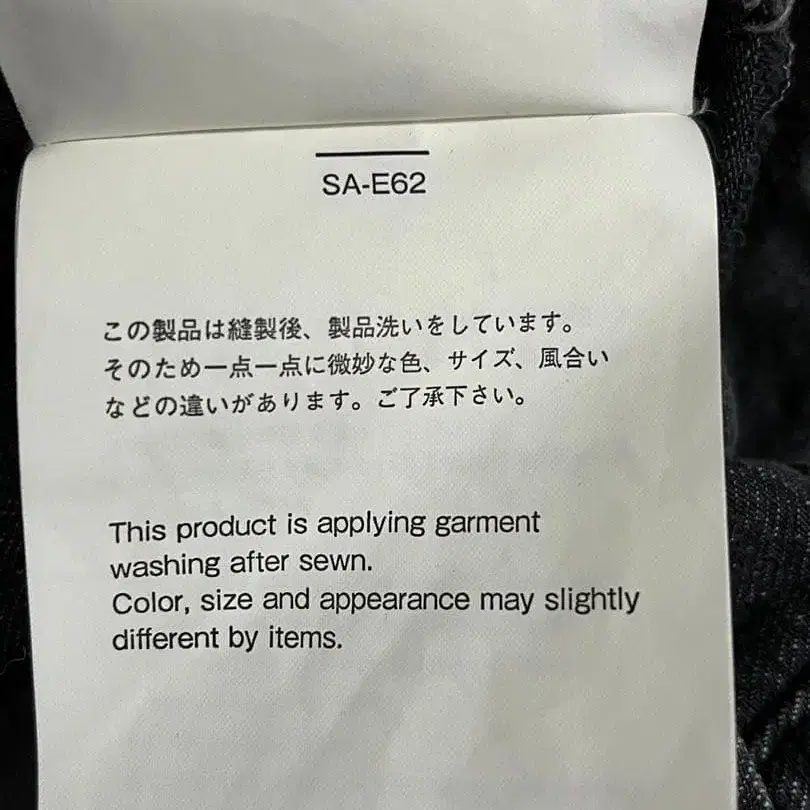 SA-E62
この製品は縫製後、製品洗いをしています。
そのため一点一点に微妙な色、サイズ、風合い
などの違いがあります。ご了承下さい。
This product is applying garment
washing after sewn.
Color, size and appearance may slightly
different by items.